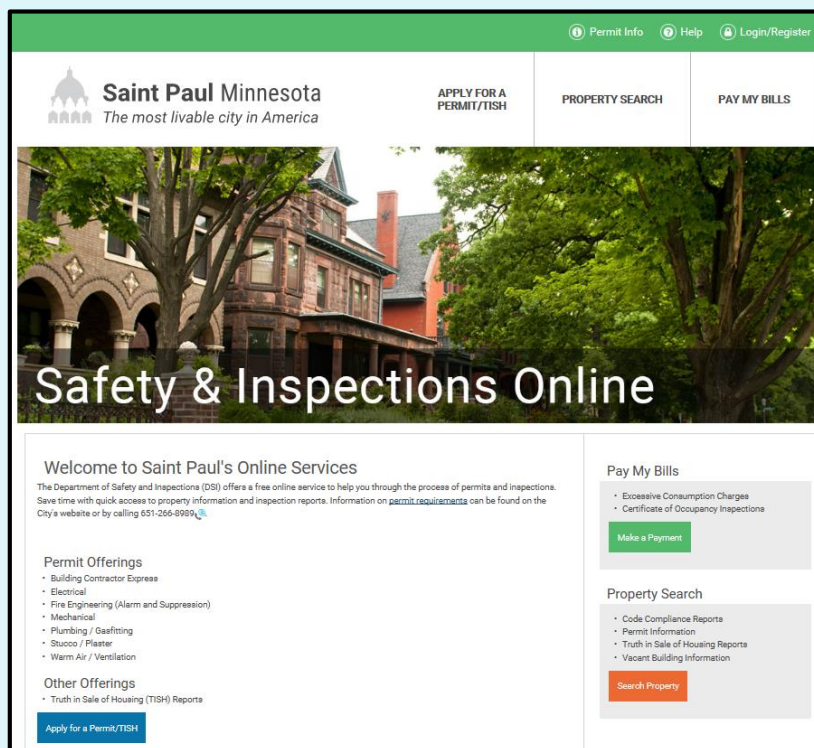 Permit Info Help Login/Register
Saint Paul Minnesota
The most livable city in America
APPLY FOR A
PERMIT/TISH
PROPERTY SEARCH
PAY MY BILLS
Safety & Inspections Online
Welcome to Saint Paul's Online Services
The Department of Safety and Inspections (DSI) offers a free online service to help you through the process of permits and inspections.
Save time with quick access to property information and inspection reports. Information on permit requirements can be found on the
City's website or by calling 651-266-8989
Permit Offerings
• Building Contractor Express
• Electrical
• Fire Engineering (Alarm and Suppression)
• Mechanical
• Plumbing / Gasfitting
• Stucco / Plaster
• Warm Air / Ventilation
Other Offerings
• Truth in Sale of Housing (TISH) Reports
Apply for a Permit/TISH
Pay My Bills
• Excessive Consumption Charges
• Certificate of Occupancy Inspections
Make a Payment
Property Search
• Code Compliance Reports
• Permit Information
• Truth in Sale of Housing Reports
• Vacant Building Information
Search Property